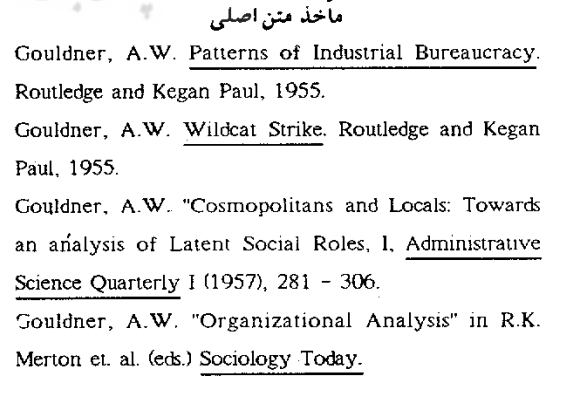 مآخذ متن اصلی
Gouldner, A.W. Patterns of Industrial Bureaucracy.
Routledge and Kegan Paul, 1955.
Gouldner, A.W. Wildcat Strike. Routledge and Kegan
Paul, 1955.
Gouldner, A.W. "Cosmopolitans and Locals: Towards
an analysis of Latent Social Roles, I, Administrative
Science Quarterly I (1957), 281 - 306.
Gouldner, A.W. "Organizational Analysis" in R.K.
Merton et. al. (eds.) Sociology Today.